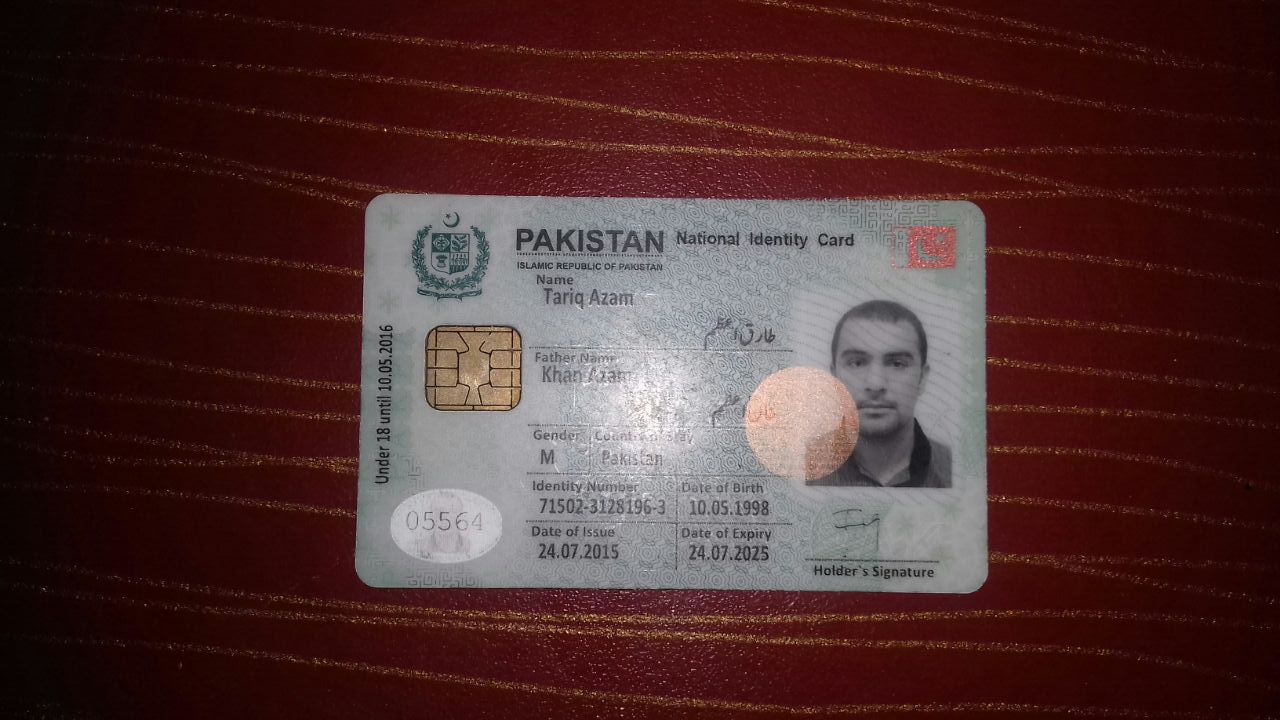 PAKISTAN National Identity Card
ISLAMIC REPUBLIC OF PAKISTAN
Name
Tariq Azam
طارق اعظم
Father Name
Khan Azam
خان اعظم
Gender Country of Stay
M Pakistan
Identity Number Date of Birth
71502-3128196-3 10.05.1998
Date of Issue Date of Expiry
24.07.2015 24.07.2025
Holder`s Signature
Under 18 until 10.05.2016
05564